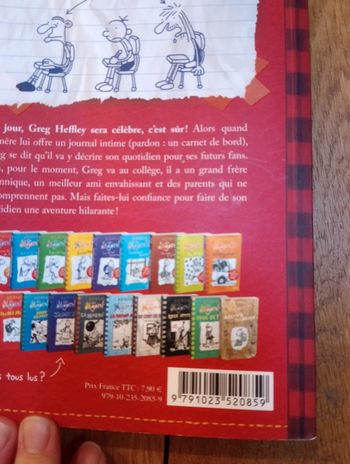 jour, Greg Heffley sera célèbre, c'est sûr! Alors quand
mère lui offre un journal intime (pardon : un carnet de bord),
g se dit qu'il va y décrire son quotidien pour ses futurs fans.
, pour le moment, Greg va au collège, il a un grand frère
nnique, un meilleur ami envahissant et des parents qui ne
omprennent pas. Mais faites-lui confiance pour faire de son
idien une aventure hilarante !
s tous lus ?
Prix France TTC : 7,90 €
979-10-235-2085-9
9 791023 520859